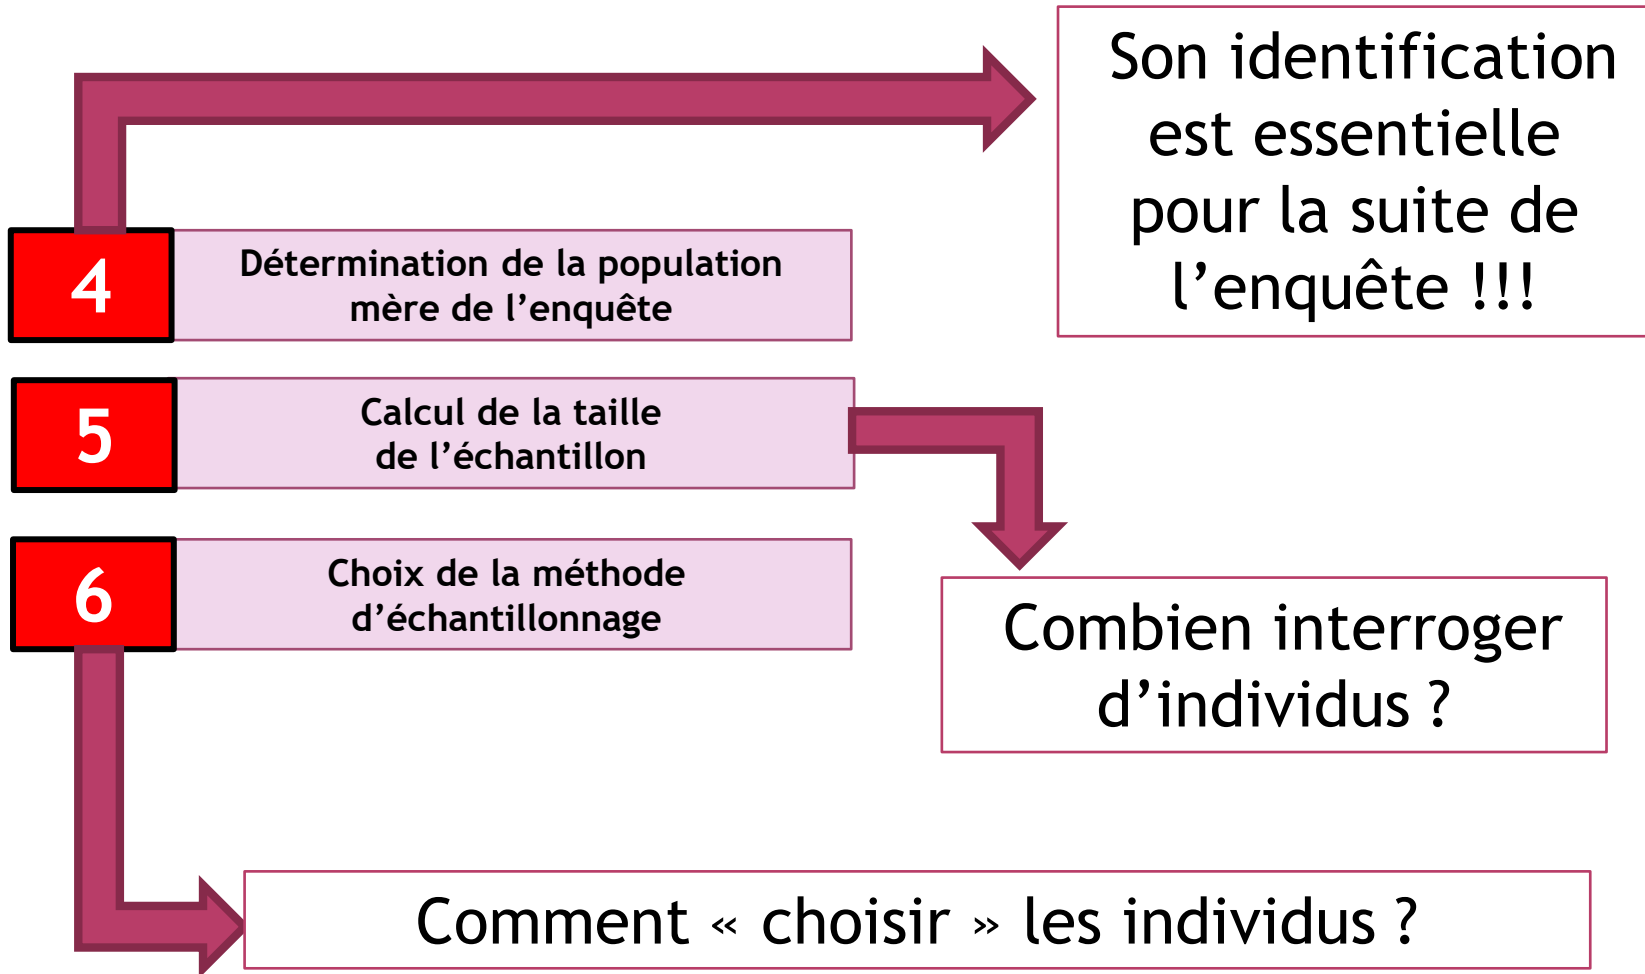 Son identification
est essentielle
pour la suite de
l’enquête !!!
4
Détermination de la population
mère de l’enquête
5
Calcul de la taille
de l’échantillon
6
Choix de la méthode
d’échantillonnage
Combien interroger
d’individus ?
Comment « choisir » les individus ?